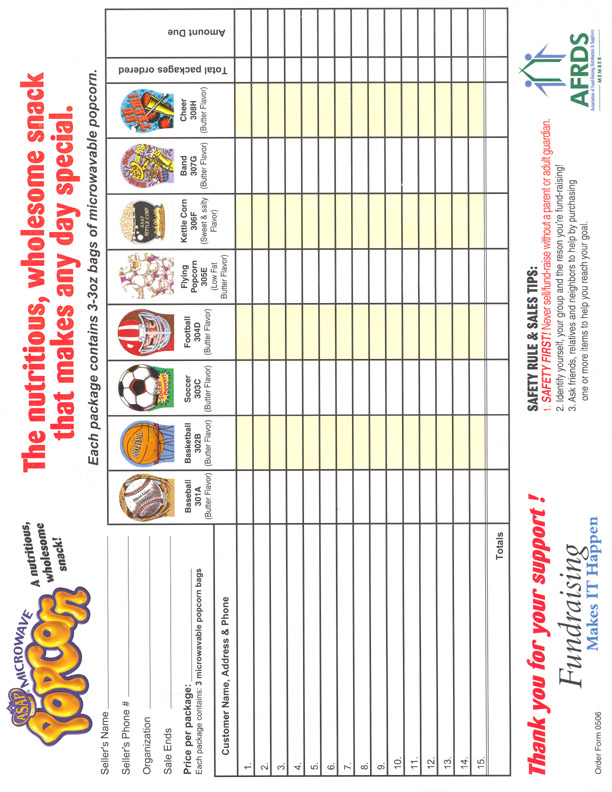 ASAP
MICROWAVE
POPCORN
A nutritious,
wholesome
snack!
The nutritious, wholesome snack
that makes any day special.
Each package contains 3-3oz bags of microwavable popcorn.
Seller's Name
Seller's Phone #
Organization
Sale Ends
Price per package:
Each package contains: 3 microwavable popcorn bags
Customer Name, Address & Phone
Baseball
301A
(Butter Flavor)
Basketball
302B
(Butter Flavor)
Soccer
303C
(Butter Flavor)
Football
304D
(Butter Flavor)
Flying
Popcorn
305E
(Low Fat
Butter Flavor)
Kettle Corn
306F
(Sweet & salty
Flavor)
Band
307G
(Butter Flavor)
Cheer
308H
(Butter Flavor)
Total packages ordered
Amount Due
1.
2.
3.
4.
5.
6.
7.
8.
9.
10.
11.
12.
13.
14.
15.
Totals
Thank you for your support !
Fundraising
Makes IT Happen
Order Form 0506
SAFETY RULE & SALES TIPS:
1. SAFETY FIRST! Never sell/fund-raise without a parent or adult guardian.
2. Identify yourself, your group and the reson you're fund-raising!
3. Ask friends, relatives and neighbors to help by purchasing
one or more items to help you reach your goal.
AFRDS
Association of Fund-Raising Distributors & Suppliers
MEMBER